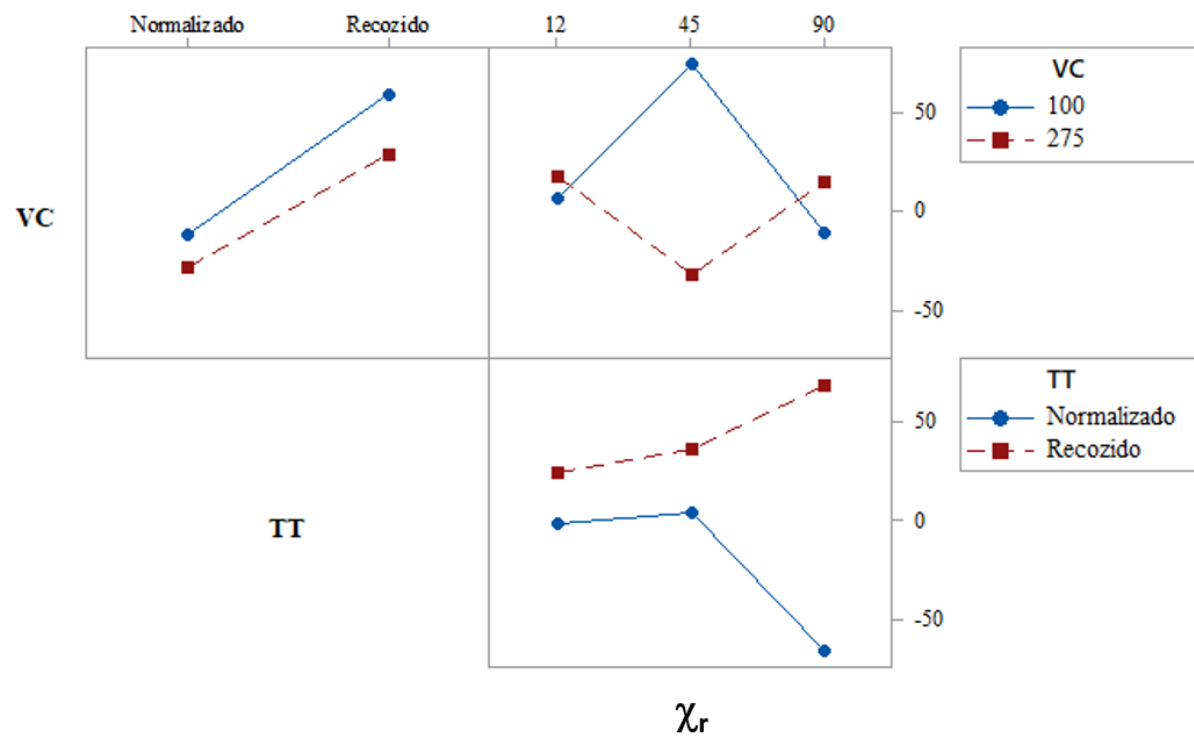 Normalizado Recozido 12 45 90
VC
50
0
-50
VC
100
275
TT
50
0
-50
TT
Normalizado
Recozido
χr